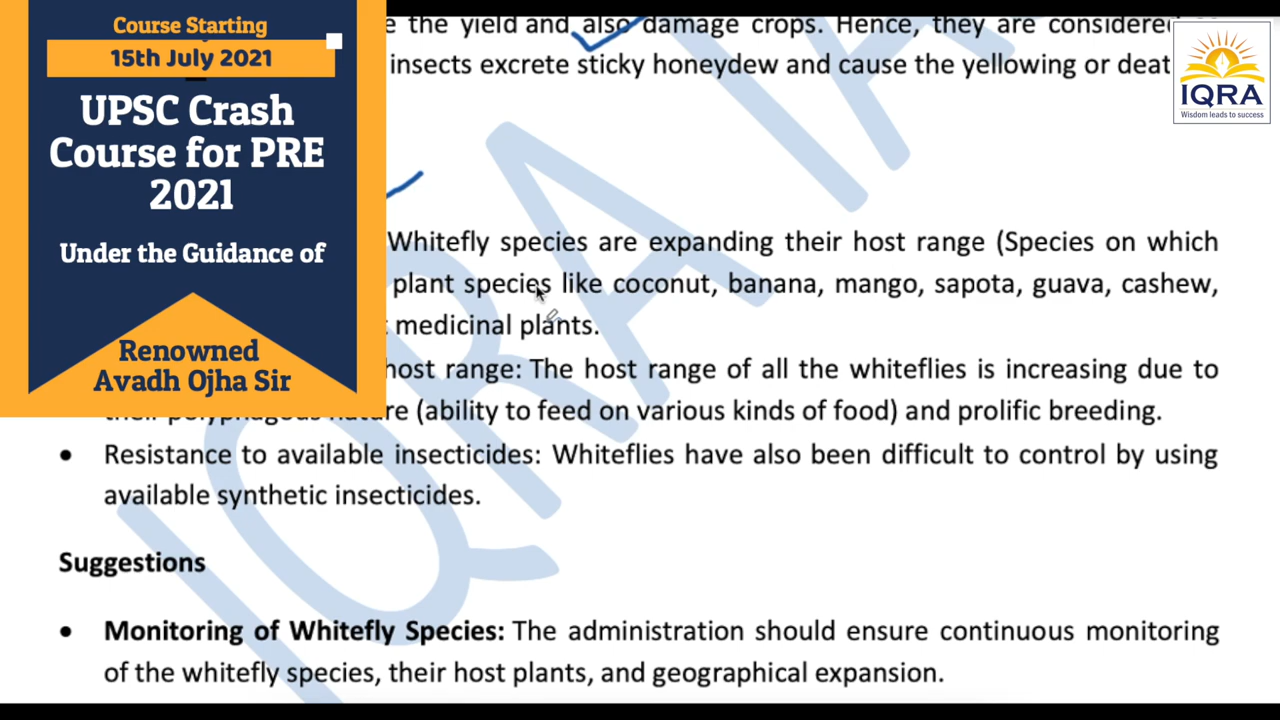 Course Starting
15th July 2021
UPSC Crash
Course for PRE
2021
Under the Guidance of
Renowned
Avadh Ojha Sir
IQRA
Wisdom leads to success
the yield and also damage crops. Hence, they are considered
insects excrete sticky honeydew and cause the yellowing or
Whitefly species are expanding their host range (Species on which
plant species like coconut, banana, mango, sapota, guava, cashew,
medicinal plants.
host range: The host range of all the whiteflies is increasing due to
(ability to feed on various kinds of food) and prolific breeding.
• Resistance to available insecticides: Whiteflies have also been difficult to control by using
available synthetic insecticides.
Suggestions
• Monitoring of Whitefly Species: The administration should ensure continuous monitoring
of the whitefly species, their host plants, and geographical expansion.
IQRA IA